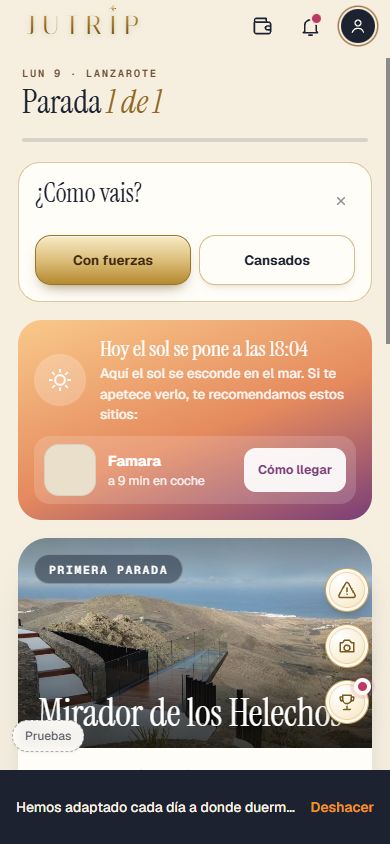 JUTRIP
LUN 9 · LANZAROTE
Parada 1 de 1
¿Cómo vais?
×
Con fuerzas
Cansados
Hoy el sol se pone a las 18:04
Aquí el sol se esconde en el mar. Si te
apetece verlo, te recomendamos estos
sitios:
Famara
a 9 min en coche
Cómo llegar
PRIMERA PARADA
Mirador de los Helechos
Pruebas
Hemos adaptado cada día a donde duerm...
Deshacer